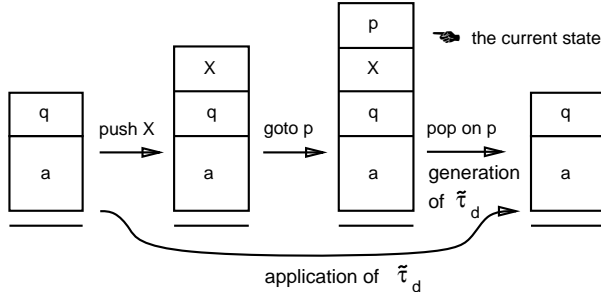 p
the current state
X
X
q
push X
q
goto p
q
pop on p
q
a
a
a
generation
of τ̃ d
a
application of τ̃ d